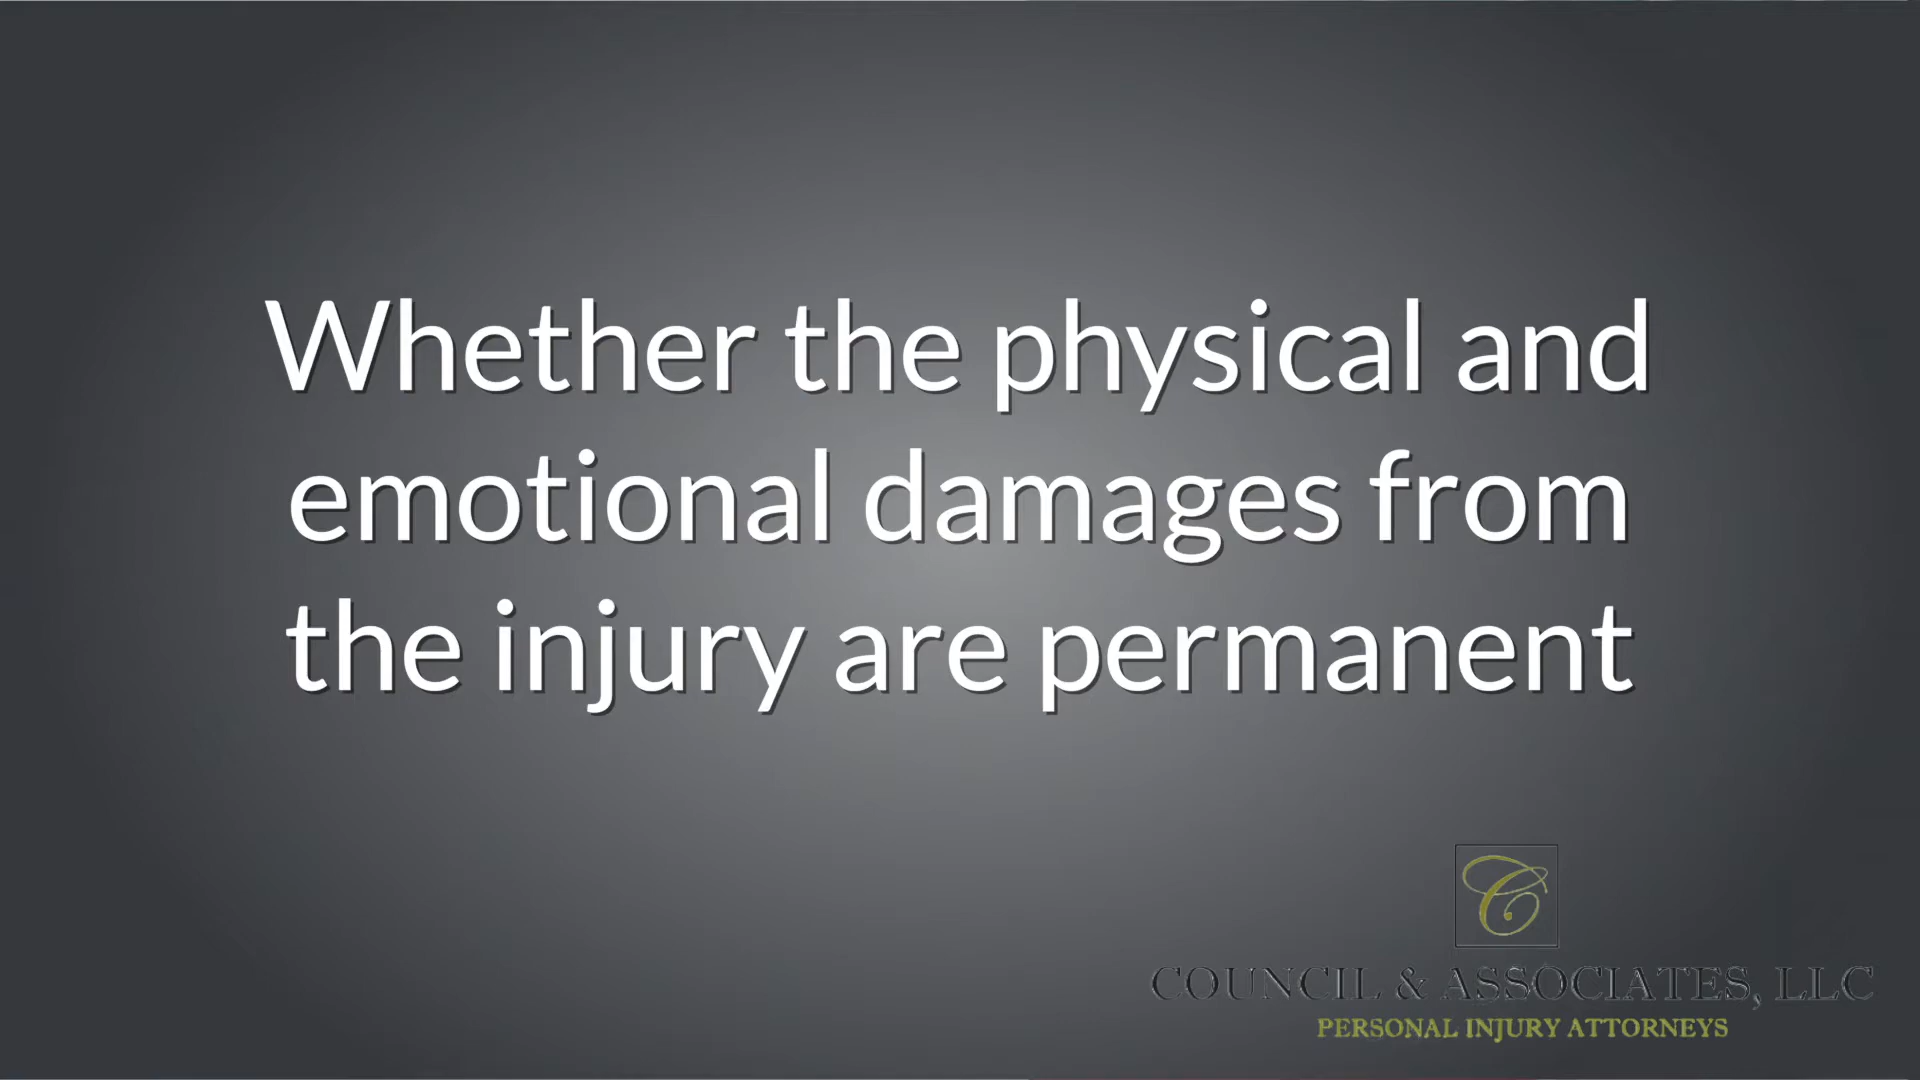 Whether the physical and
emotional damages from
the injury are permanent
C
COUNCIL & ASSOCIATES, LLC
PERSONAL INJURY ATTORNEYS